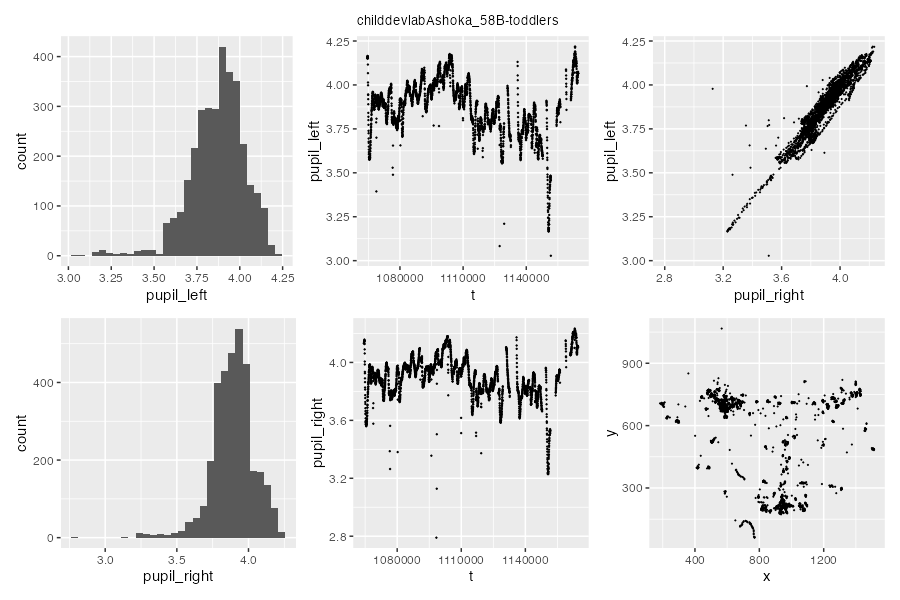 childdevlabAshoka_58B-toddlers
400
300
200
100
0
count
3.00 3.25 3.50 3.75 4.00 4.25
pupil_left
4.25
4.00
3.75
3.50
3.25
3.00
pupil_left
1080000 1110000 1140000
t
4.25
4.00
3.75
3.50
3.25
3.00
pupil_left
2.8 3.2 3.6 4.0
pupil_right
400
200
0
count
3.0 3.5 4.0
pupil_right
4.0
3.6
3.2
2.8
pupil_right
1080000 1110000 1140000
t
900
600
300
y
400 800 1200
x